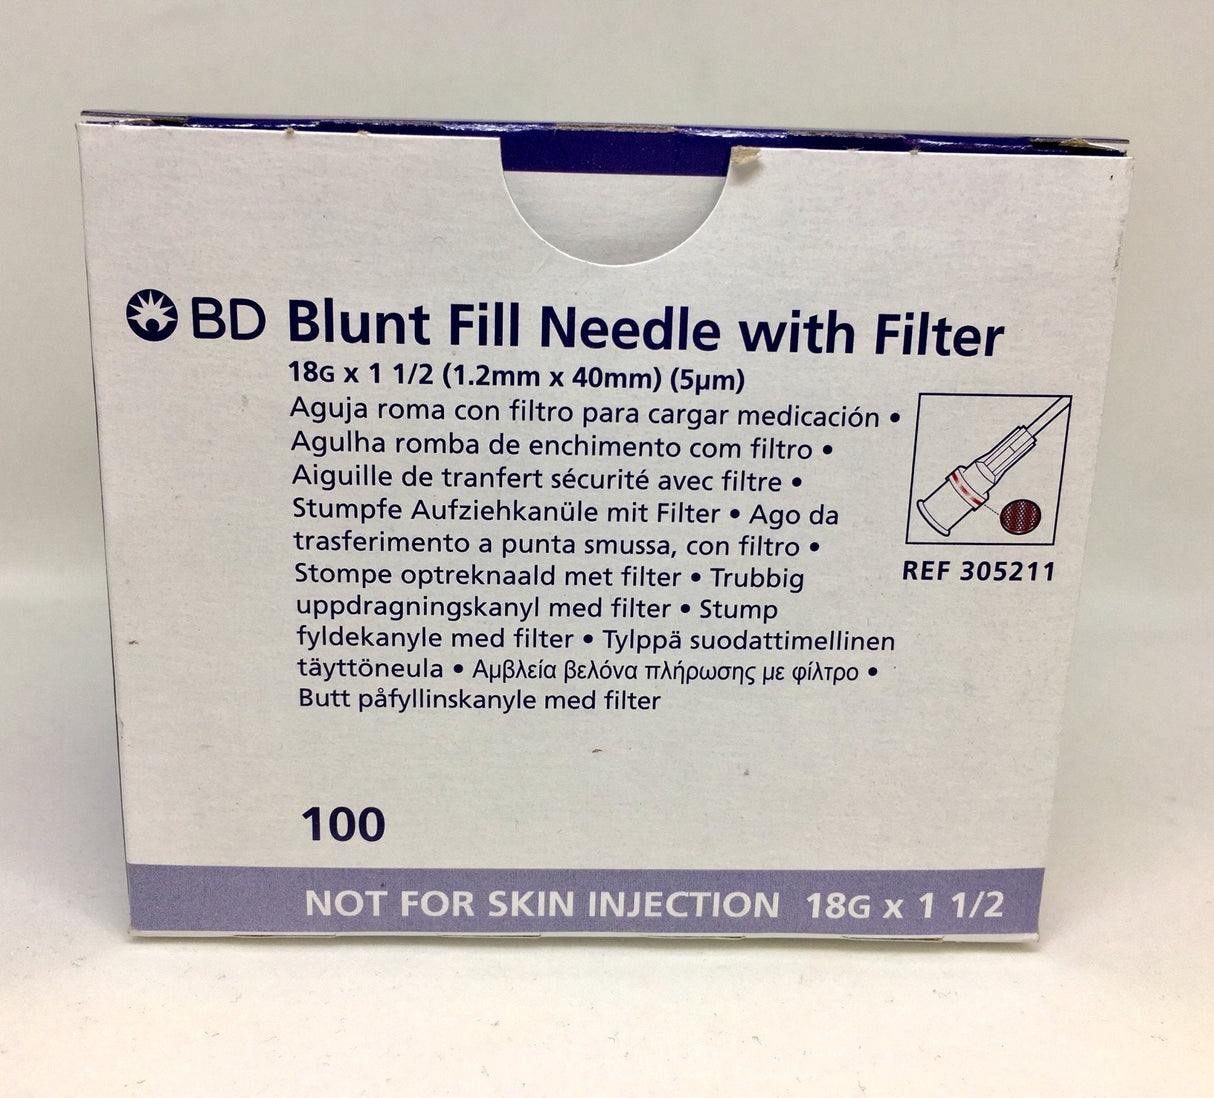 BD Blunt Fill Needle with Filter
18G x 1 1/2 (1.2mm x 40mm) (5µm)
Aguja roma con filtro para cargar medicación •
Agulha romba de enchimento com filtro •
Aiguille de tranfert sécurité avec filtre •
Stumpfe Aufziehkanüle mit Filter • Ago da
trasferimento a punta smussa, con filtro •
Stompe optreknaald met filter • Trubbig
uppdragningskanyl med filter • Stump
fyldekanyle med filter • Tylppä suodattimellinen
täyttöneula • Αμβλεία βελόνα πλήρωσης με φίλτρο •
Butt påfyllinskanyle med filter
REF 305211
100
NOT FOR SKIN INJECTION 18G x 1 1/2